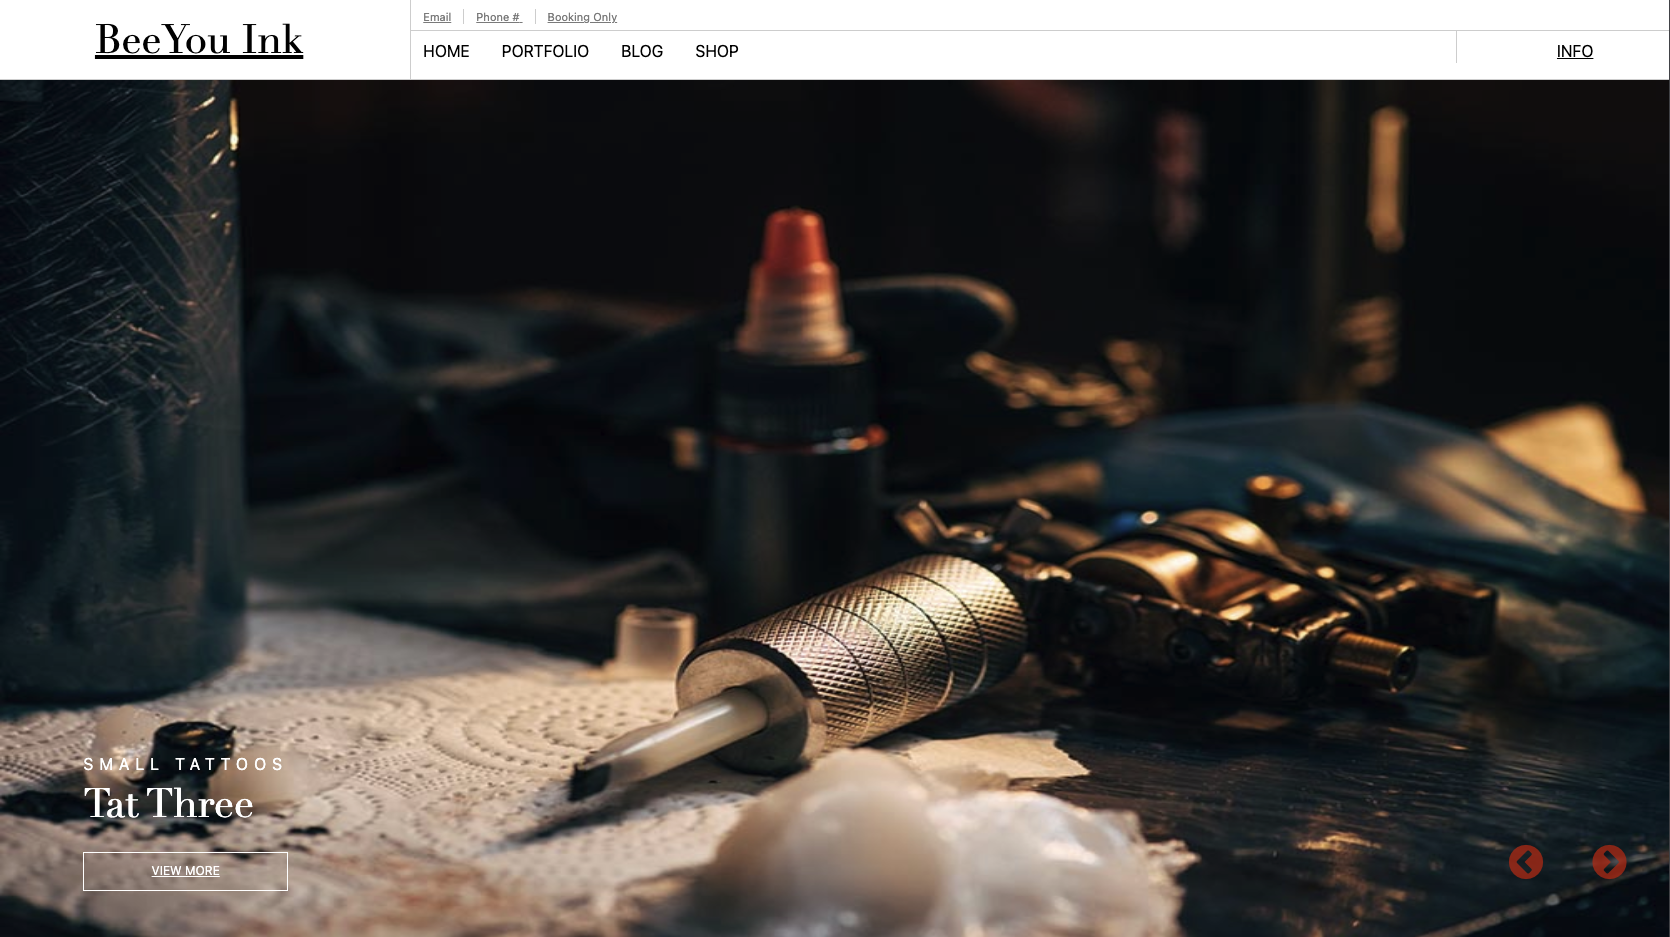 BeeYou Ink
Email Phone # Booking Only
HOME PORTFOLIO BLOG SHOP INFO
SMALL TATTOOS
Tat Three
VIEW MORE